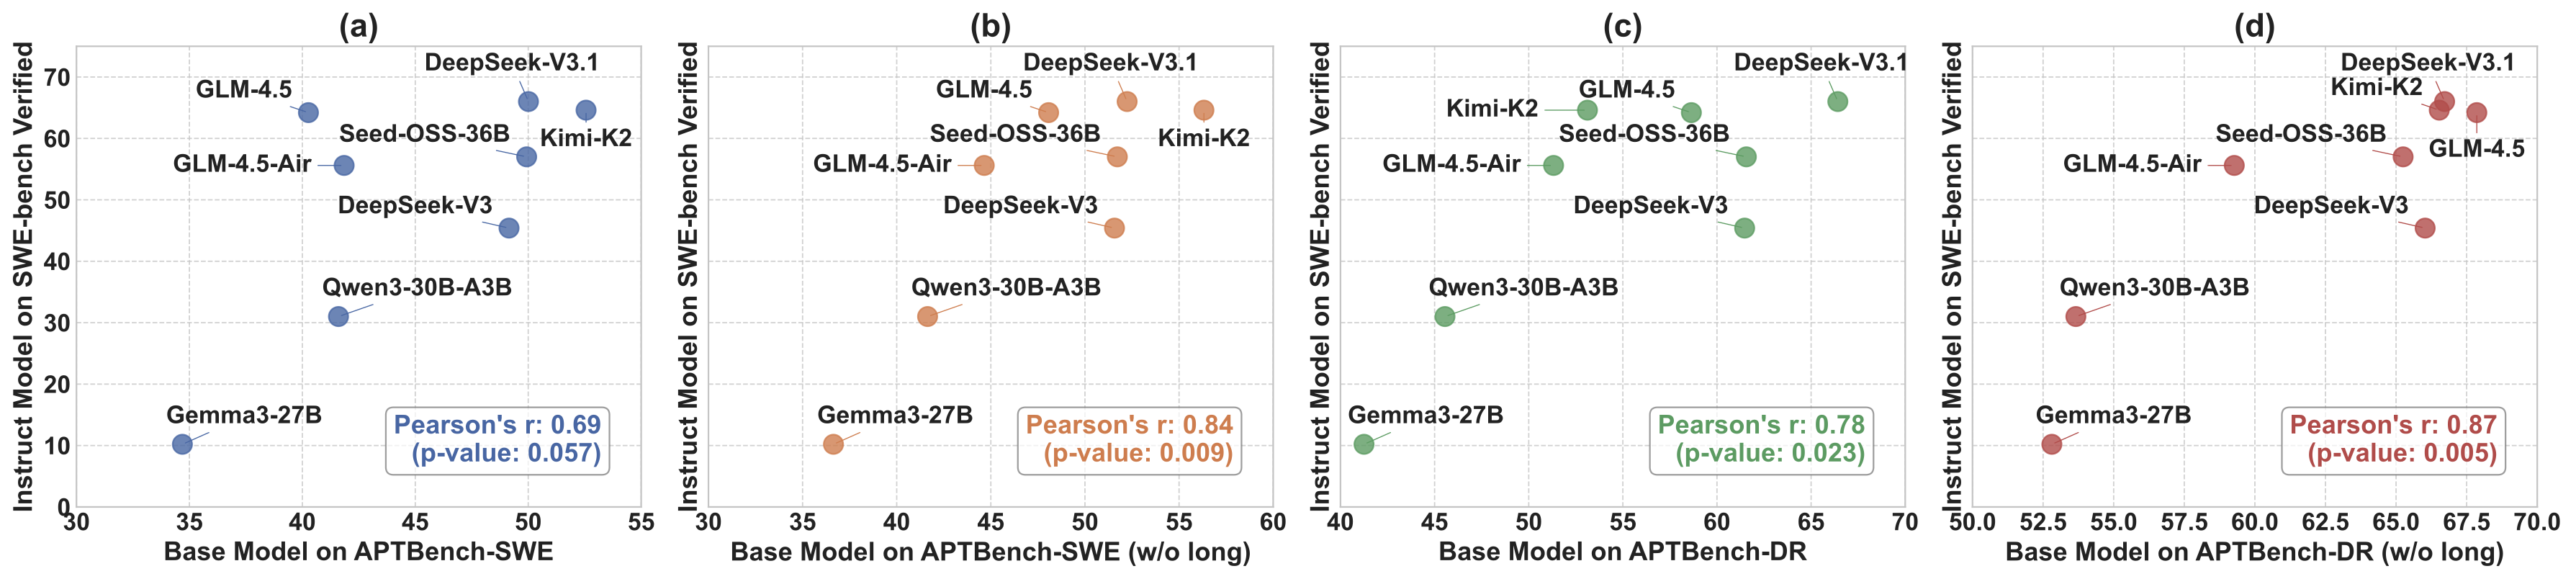 (a)
Instruct Model on SWE-bench Verified
70
60
50
40
30
20
10
0
DeepSeek-V3.1
GLM-4.5
Seed-OSS-36B
Kimi-K2
GLM-4.5-Air
DeepSeek-V3
Qwen3-30B-A3B
Gemma3-27B
Pearson's r: 0.69
(p-value: 0.057)
30 35 40 45 50 55
Base Model on APTBench-SWE
(b)
Instruct Model on SWE-bench Verified
DeepSeek-V3.1
GLM-4.5
Seed-OSS-36B
Kimi-K2
GLM-4.5-Air
DeepSeek-V3
Qwen3-30B-A3B
Gemma3-27B
Pearson's r: 0.84
(p-value: 0.009)
30 35 40 45 50 55 60
Base Model on APTBench-SWE (w/o long)
(c)
Instruct Model on SWE-bench Verified
DeepSeek-V3.1
GLM-4.5
Kimi-K2
Seed-OSS-36B
GLM-4.5-Air
DeepSeek-V3
Qwen3-30B-A3B
Gemma3-27B
Pearson's r: 0.78
(p-value: 0.023)
40 45 50 55 60 65 70
Base Model on APTBench-DR
(d)
Instruct Model on SWE-bench Verified
DeepSeek-V3.1
Kimi-K2
Seed-OSS-36B
GLM-4.5
GLM-4.5-Air
DeepSeek-V3
Qwen3-30B-A3B
Gemma3-27B
Pearson's r: 0.87
(p-value: 0.005)
50.0 52.5 55.0 57.5 60.0 62.5 65.0 67.5 70.0
Base Model on APTBench-DR (w/o long)